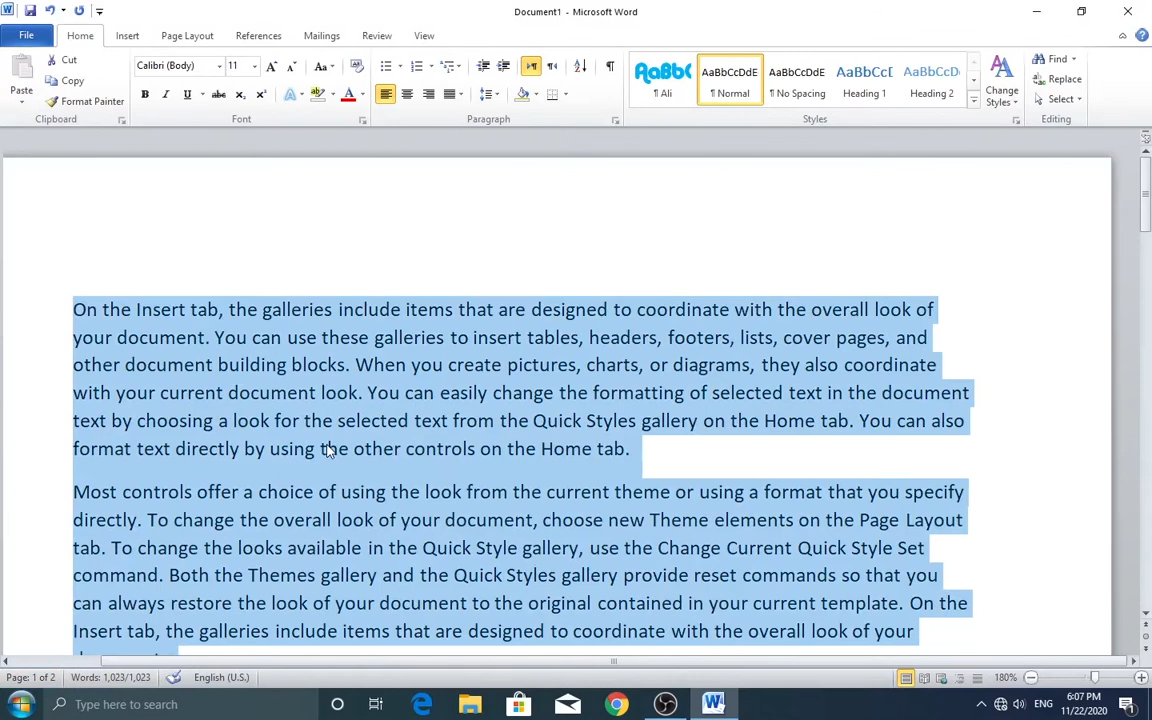 Document1 - Microsoft Word
File Home Insert Page Layout References Mailings Review View
Paste
Cut
Copy
Format Painter
Clipboard
Calibri (Body) 11
Font
Paragraph
AaBbC AaBbCcDdE AaBbCcDdE AaBbCcI AaBbCcDd
¶ Ali ¶ Normal ¶ No Spacing Heading 1 Heading 2
Change Styles
Styles
Find
Replace
Select
Editing
On the Insert tab, the galleries include items that are designed to coordinate with the overall look of
your document. You can use these galleries to insert tables, headers, footers, lists, cover pages, and
other document building blocks. When you create pictures, charts, or diagrams, they also coordinate
with your current document look. You can easily change the formatting of selected text in the document
text by choosing a look for the selected text from the Quick Styles gallery on the Home tab. You can also
format text directly by using the other controls on the Home tab.
Most controls offer a choice of using the look from the current theme or using a format that you specify
directly. To change the overall look of your document, choose new Theme elements on the Page Layout
tab. To change the looks available in the Quick Style gallery, use the Change Current Quick Style Set
command. Both the Themes gallery and the Quick Styles gallery provide reset commands so that you
can always restore the look of your document to the original contained in your current template. On the
Insert tab, the galleries include items that are designed to coordinate with the overall look of your
Page: 1 of 2 Words: 1,023/1,023 English (U.S.) 180%
Type here to search
ENG
6:07 PM
11/22/2020